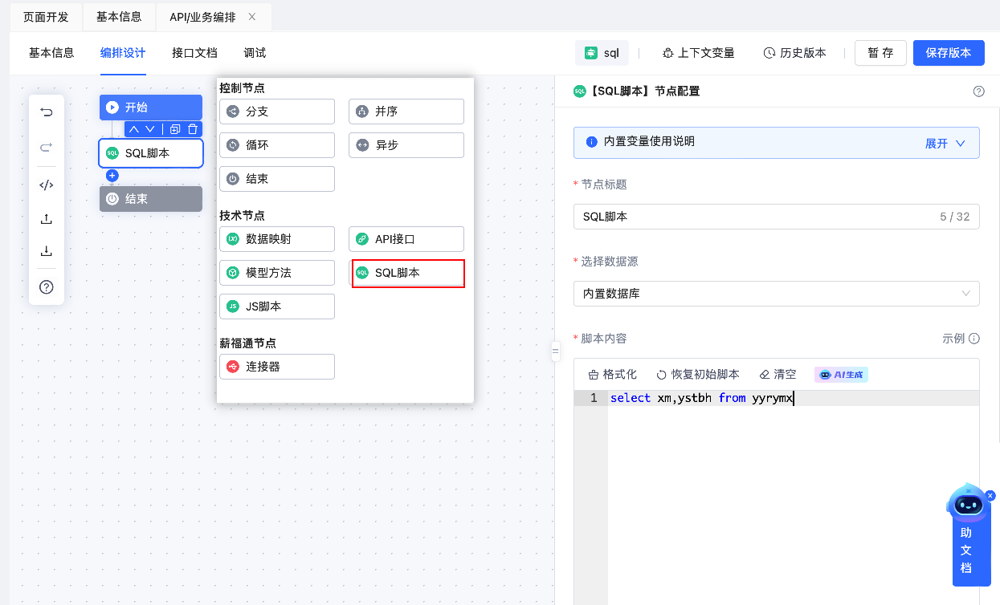 页面开发 基本信息 API/业务编排
基本信息 编排设计 接口文档 调试 sql 上下文变量 历史版本 暂 存 保存版本
开始
SQL SQL脚本
结束
控制节点
分支 并序
循环 异步
结束
技术节点
(X) 数据映射 API接口
模型方法 SQL SQL脚本
JS JS脚本
薪福通节点
连接器
SQL 【SQL脚本】节点配置
内置变量使用说明 展开
* 节点标题
SQL脚本 5 / 32
* 选择数据源
内置数据库
* 脚本内容 示例
格式化 恢复初始脚本 清空 AI生成
1 select xm,ystbh from yyrymx
助
文
档